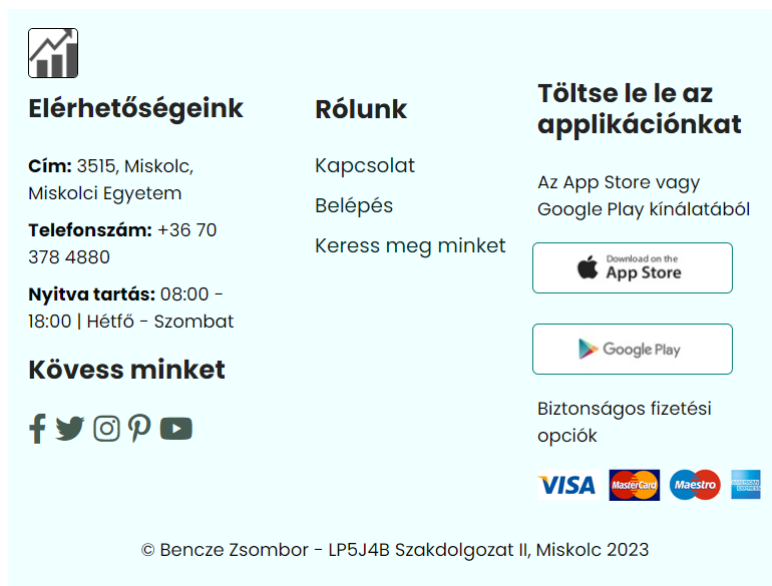 Elérhetőségeink
Cím: 3515, Miskolc,
Miskolci Egyetem
Telefonszám: +36 70
378 4880
Nyitva tartás: 08:00 -
18:00 | Hétfő - Szombat
Kövess minket
Rólunk
Kapcsolat
Belépés
Keress meg minket
Töltse le le az
applikációnkat
Az App Store vagy
Google Play kínálatából
Download on the
App Store
Google Play
Biztonságos fizetési
opciók
VISA
MasterCard
Maestro
AMERICAN
EXPRESS
© Bencze Zsombor - LP5J4B Szakdolgozat II, Miskolc 2023